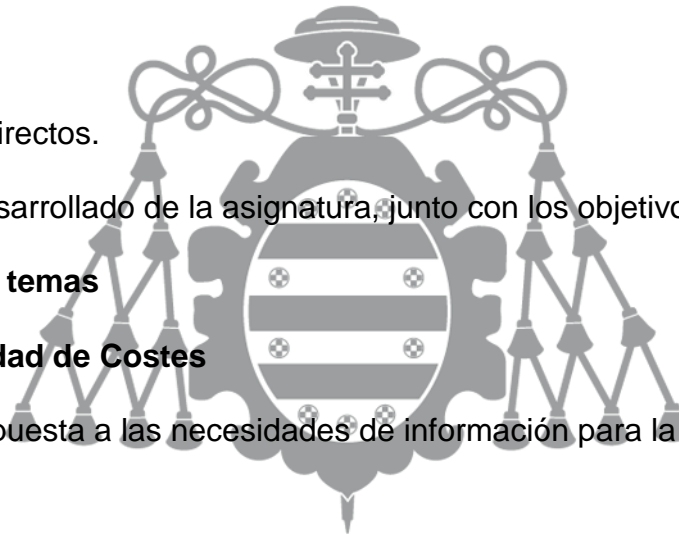 irectos.
sarrollado de la asignatura, junto con los objetivo
temas
dad de Costes
puesta a las necesidades de información para la